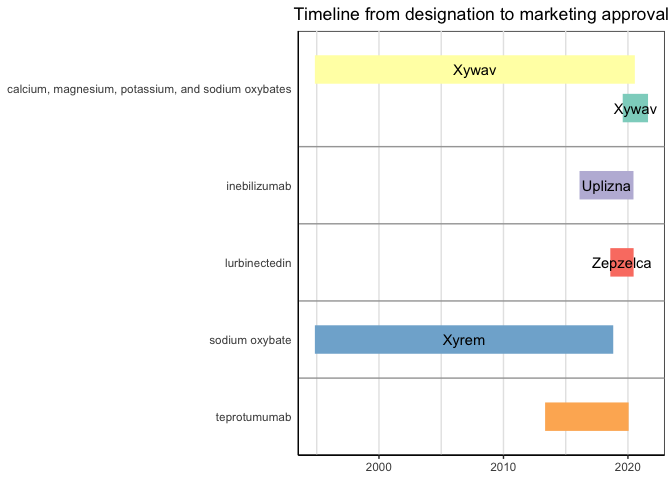 Timeline from designation to marketing approval
calcium, magnesium, potassium, and sodium oxybates
Xywav
Xywav
inebilizumab
Uplizna
lurbinectedin
Zepzelca
sodium oxybate
Xyrem
teprotumumab
2000
2010
2020